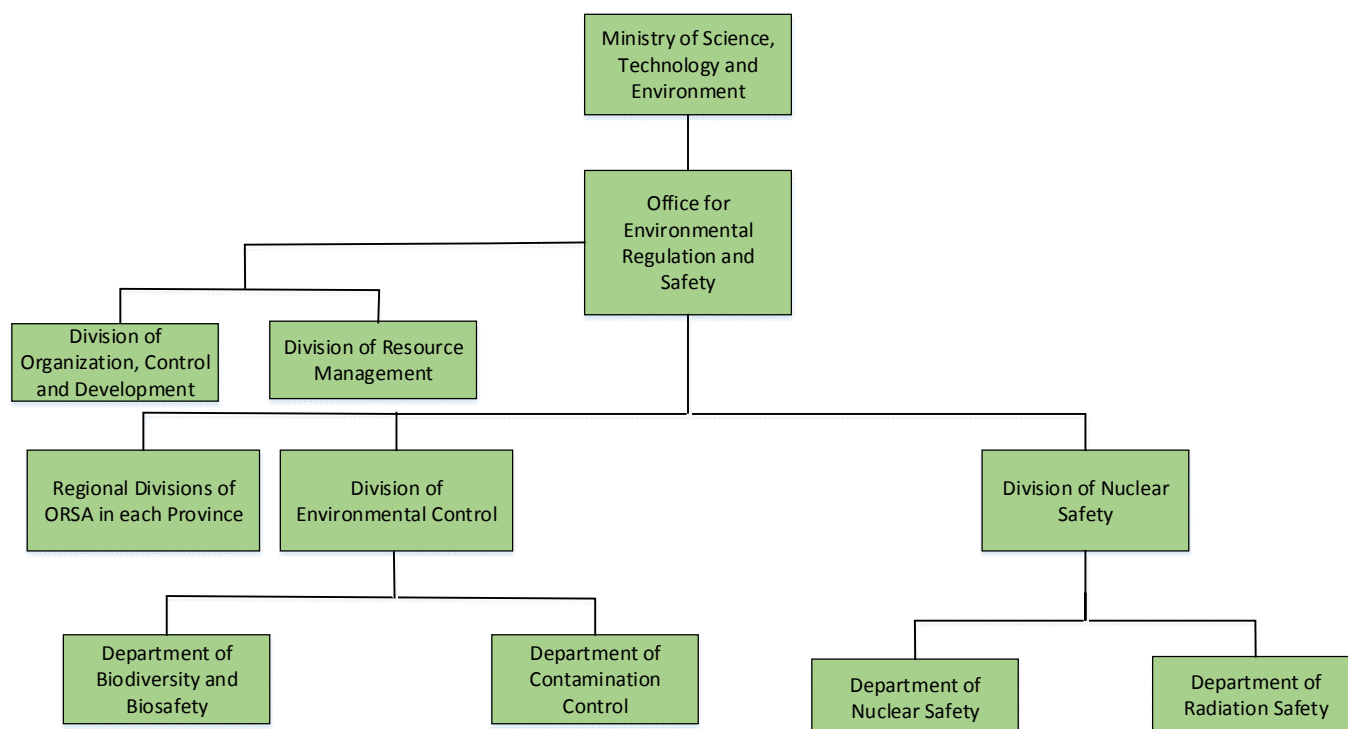 Ministry of Science,
Technology and
Environment
Office for
Environmental
Regulation and
Safety
Division of
Organization, Control
and Development
Division of Resource
Management
Regional Divisions of
ORSA in each Province
Division of
Environmental Control
Division of Nuclear
Safety
Department of
Biodiversity and
Biosafety
Department of
Contamination
Control
Department of
Nuclear Safety
Department of
Radiation Safety